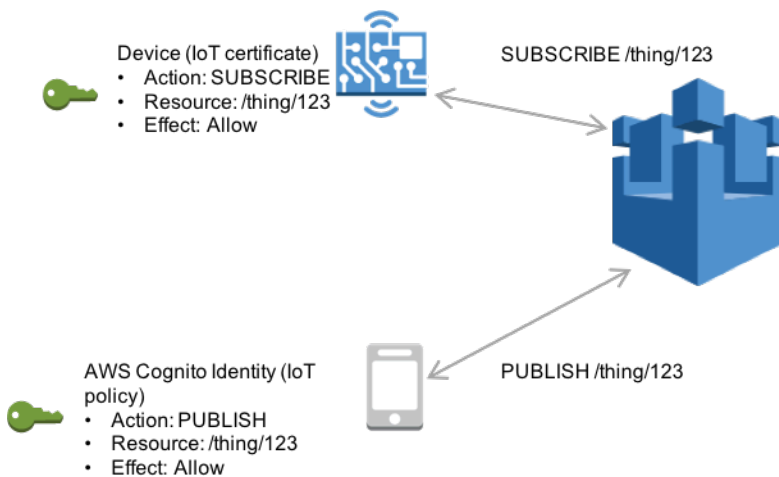 Device (IoT certificate)
• Action: SUBSCRIBE
• Resource: /thing/123
• Effect: Allow
SUBSCRIBE /thing/123
AWS Cognito Identity (IoT
policy)
• Action: PUBLISH
• Resource: /thing/123
• Effect: Allow
PUBLISH /thing/123